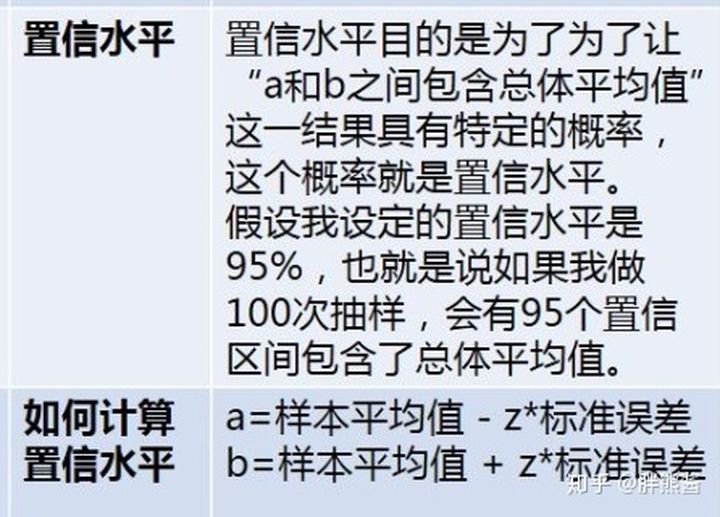 置信水平
置信水平目的是为了为了让
“a和b之间包含总体平均值”
这一结果具有特定的概率，
这个概率就是置信水平。
假设我设定的置信水平是
95%，也就是说如果我做
100次抽样，会有95个置信
区间包含了总体平均值。
如何计算
置信水平
a=样本平均值 - z*标准误差
b=样本平均值 + z*标准误差
知乎 @胖熊酱